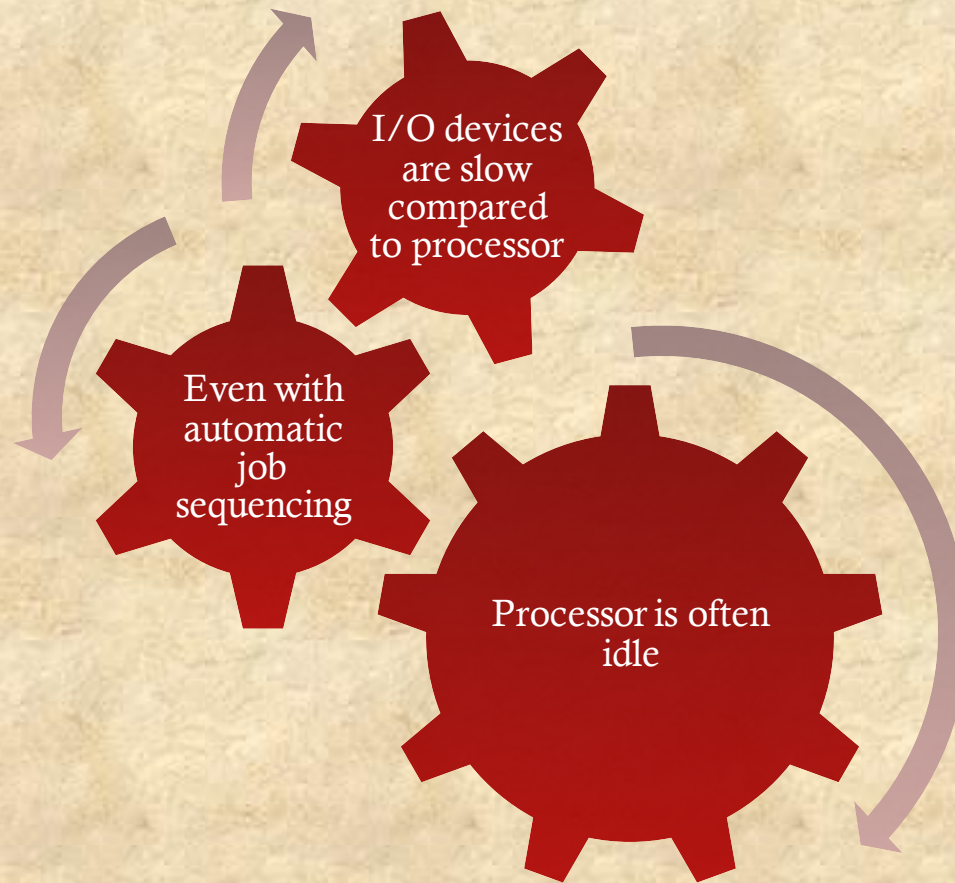 I/O devices
are slow
compared
to processor
Even with
automatic
job
sequencing
Processor is often
idle